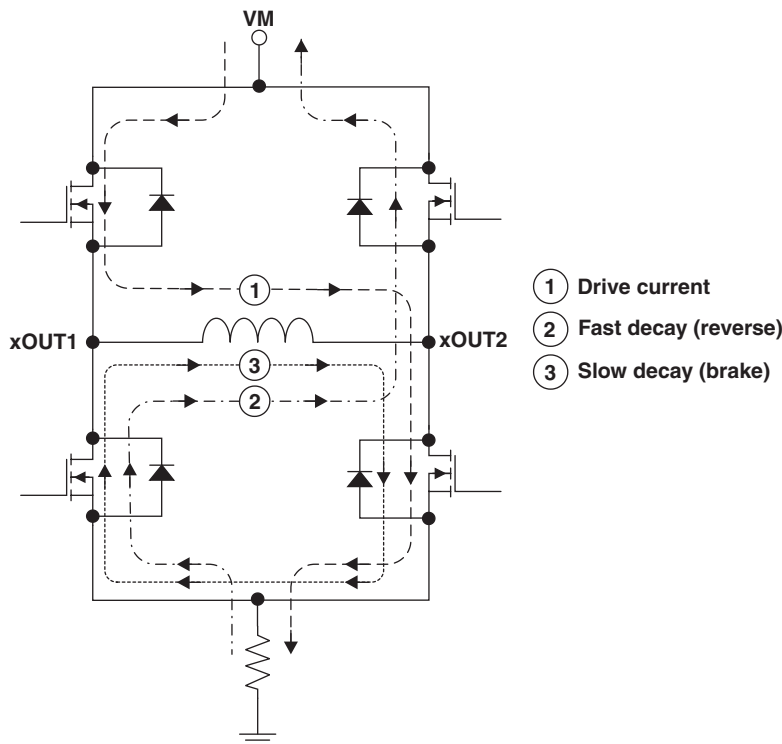 VM
1
xOUT1
xOUT2
3
2
1 Drive current
2 Fast decay (reverse)
3 Slow decay (brake)